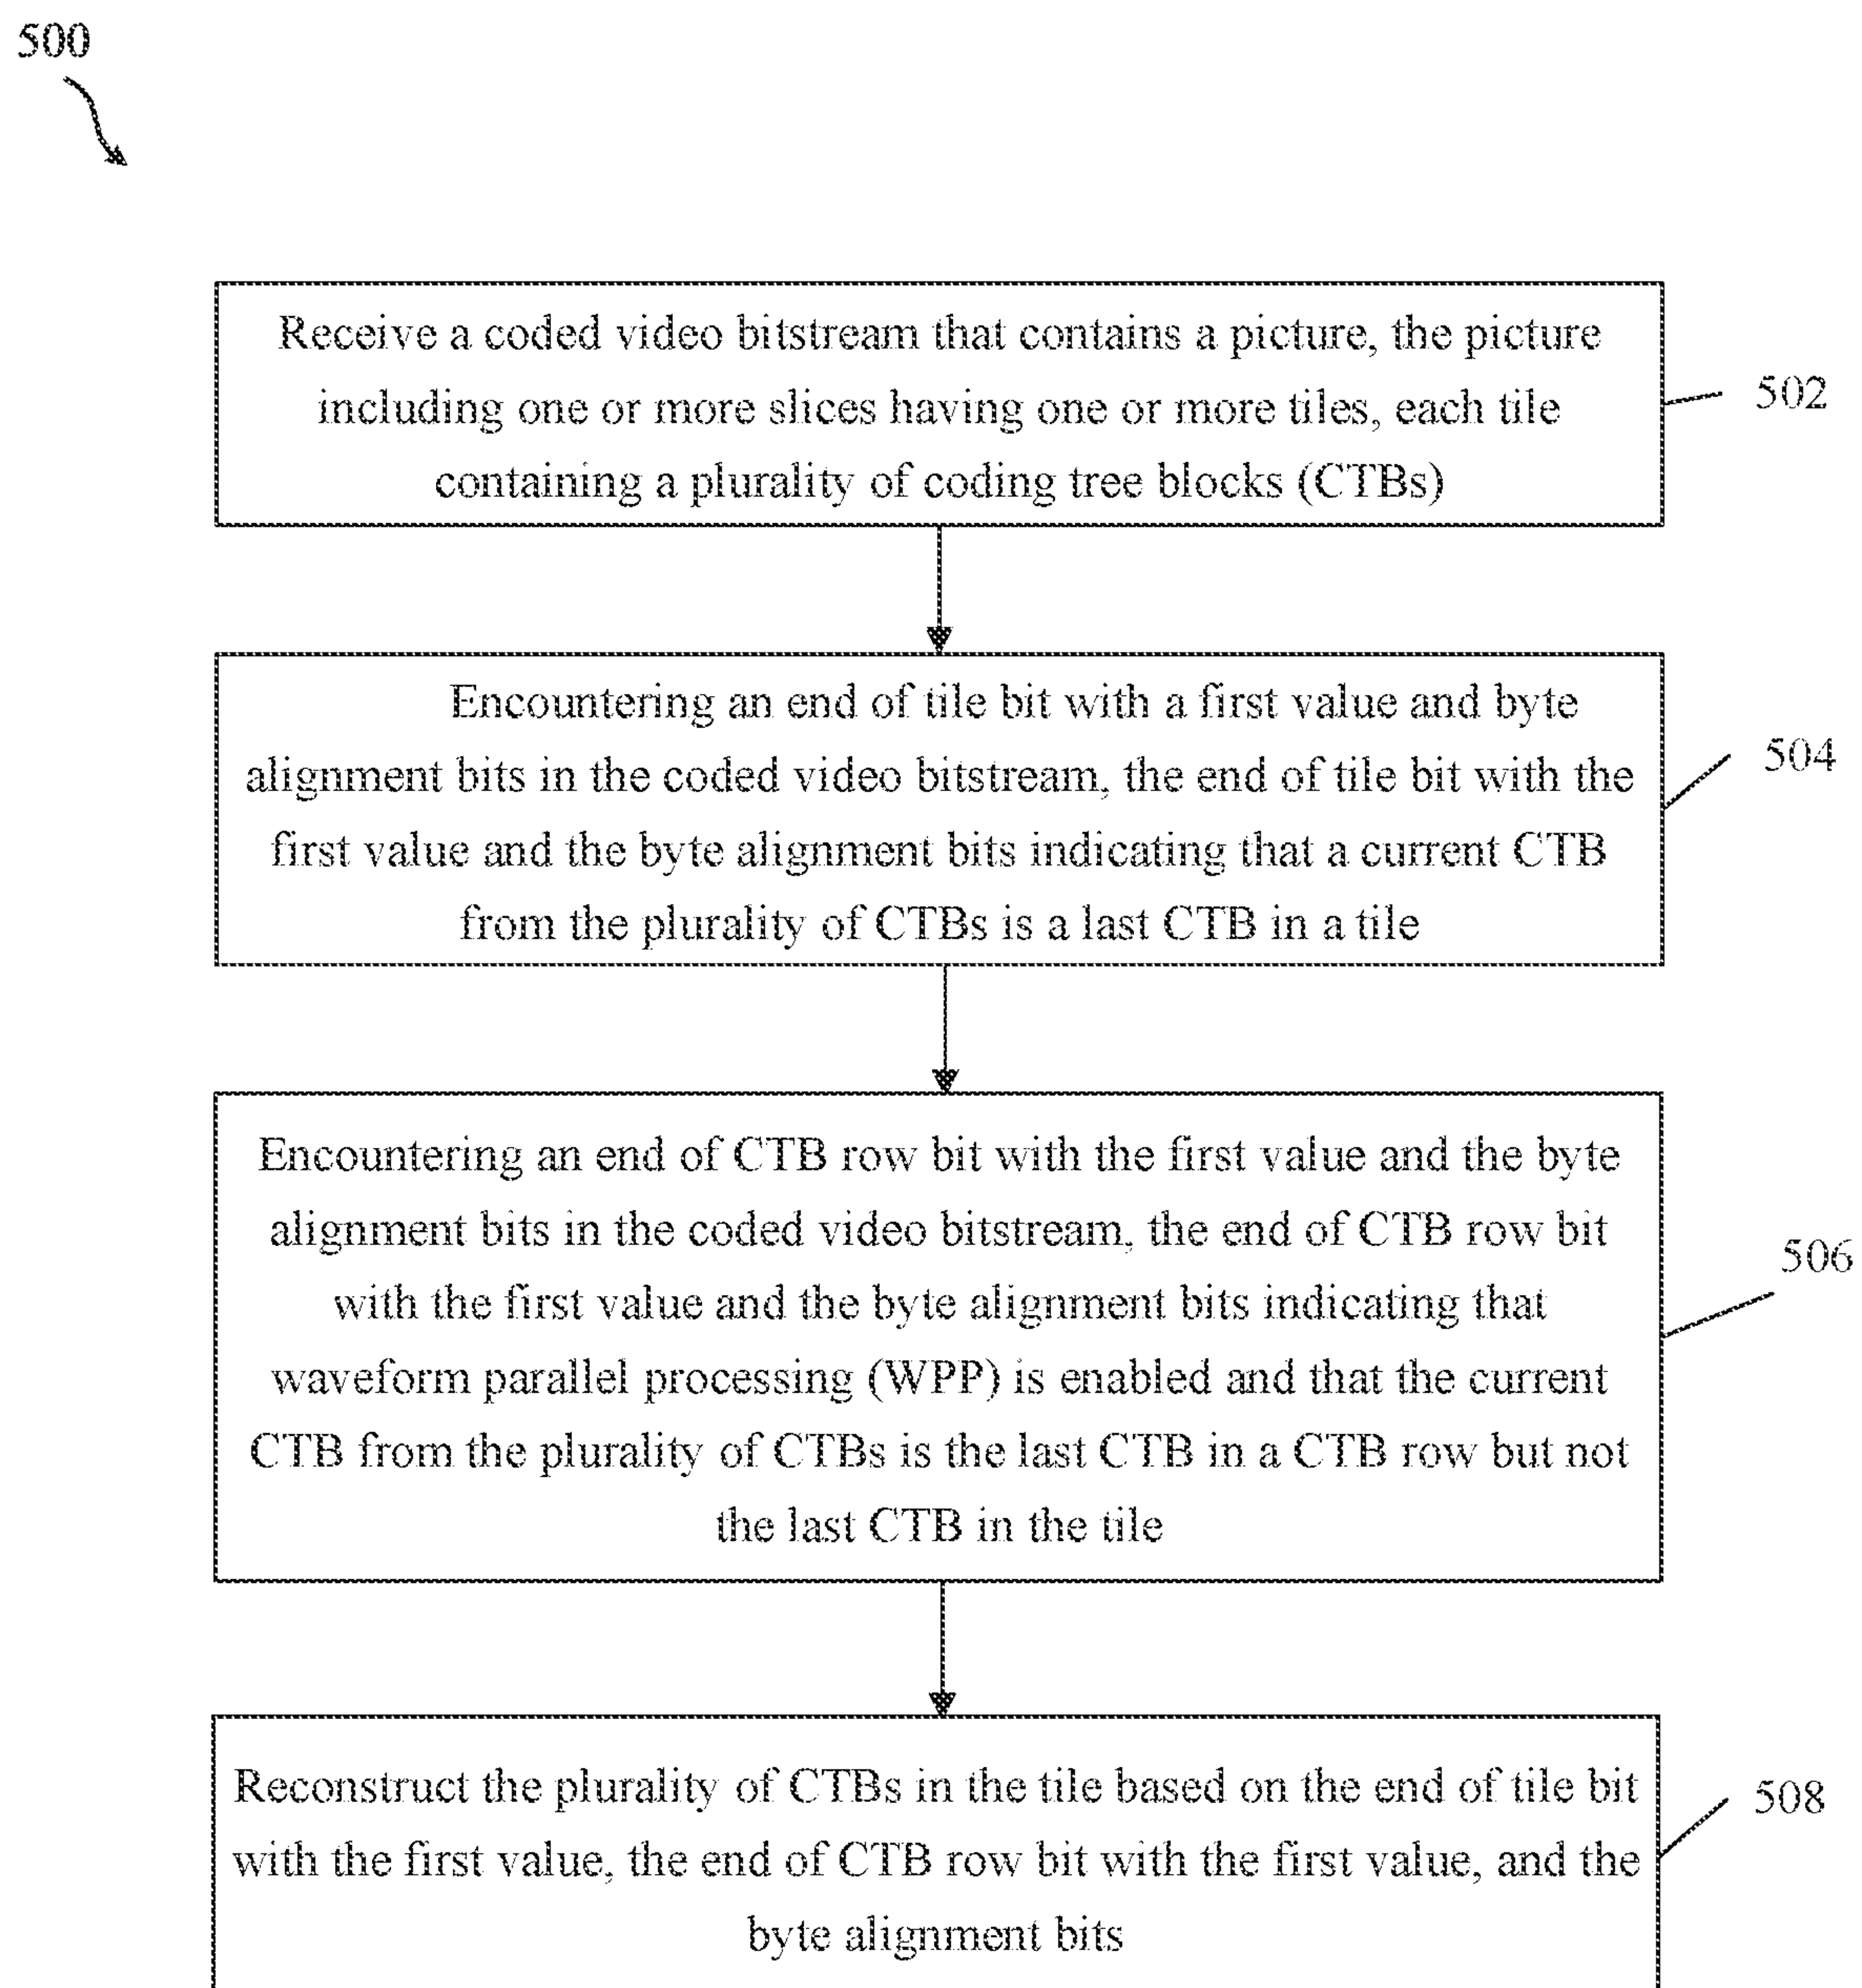 500
Receive a coded video bitstream that contains a picture, the picture
including one or more slices having one or more tiles, each tile
containing a plurality of coding tree blocks (CTBs)
502
Encountering an end of tile bit with a first value and byte
alignment bits in the coded video bitstream, the end of tile bit with the
first value and the byte alignment bits indicating that a current CTB
from the plurality of CTBs is a last CTB in a tile
504
Encountering an end of CTB row bit with the first value and the byte
alignment bits in the coded video bitstream, the end of CTB row bit
with the first value and the byte alignment bits indicating that
waveform parallel processing (WPP) is enabled and that the current
CTB from the plurality of CTBs is the last CTB in a CTB row but not
the last CTB in the tile
506
Reconstruct the plurality of CTBs in the tile based on the end of tile bit
with the first value, the end of CTB row bit with the first value, and the
byte alignment bits
508